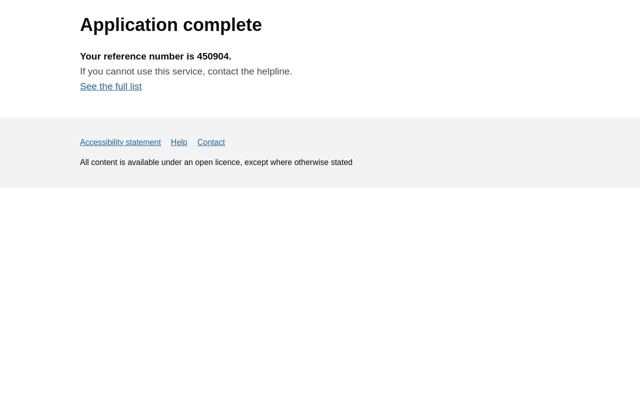 Application complete
Your reference number is 450904.
If you cannot use this service, contact the helpline.
See the full list
Accessibility statement Help Contact
All content is available under an open licence, except where otherwise stated